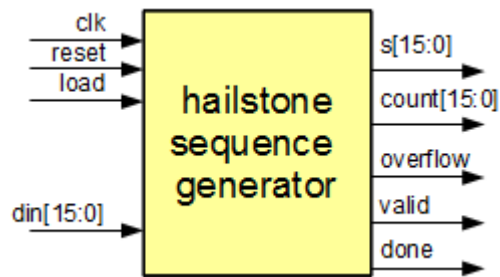 clk
reset
load
din[15:0]
hailstone
sequence
generator
s[15:0]
count[15:0]
overflow
valid
done